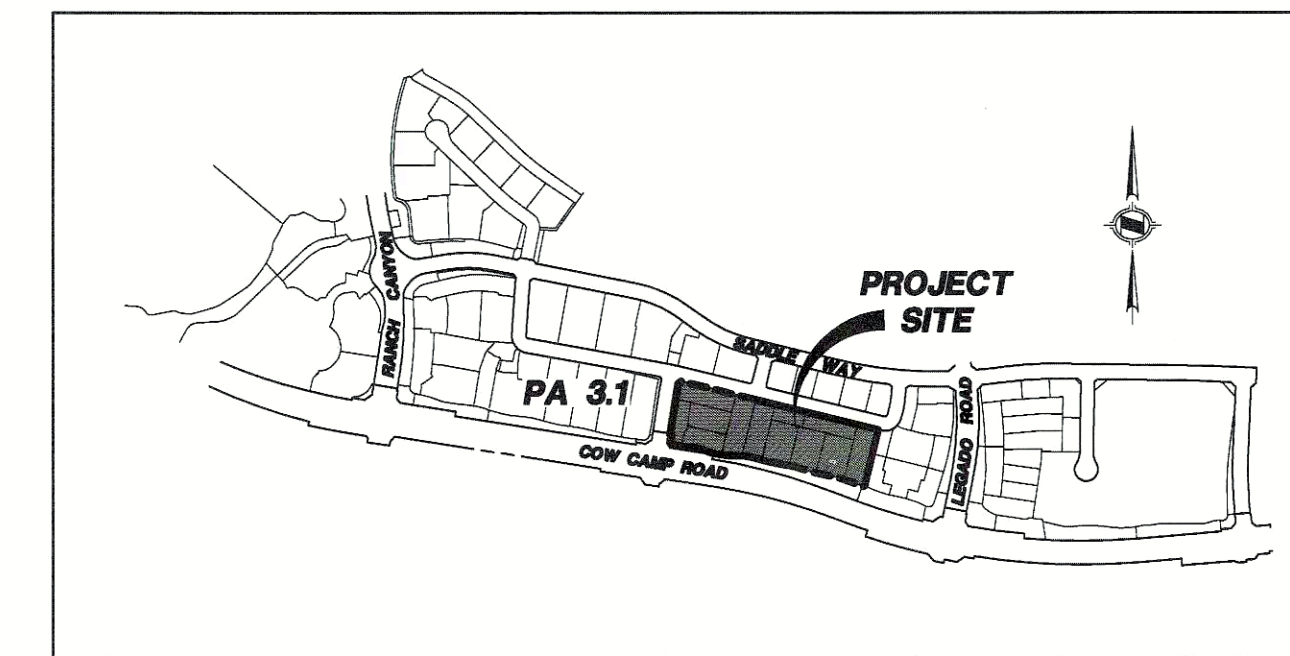 RANCH CANYON
PROJECT
SITE
SADDLE WAY
PA 3.1
COW CAMP ROAD
LEGADO ROAD